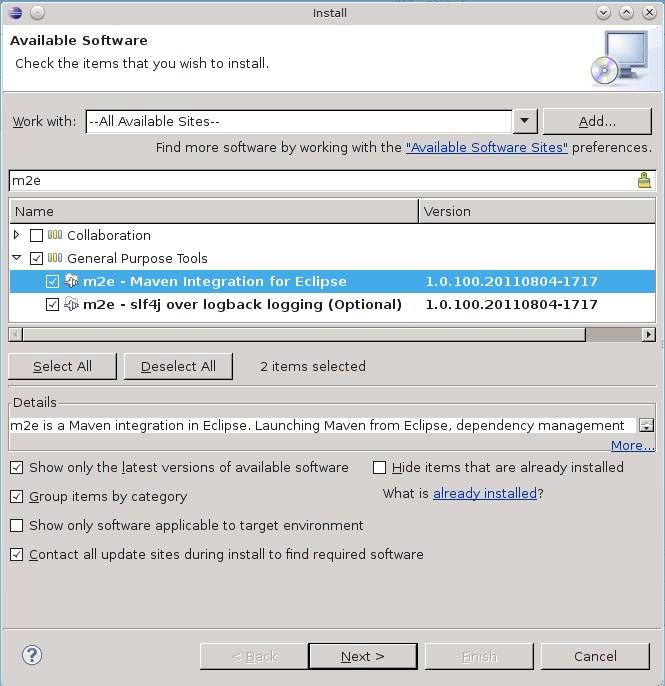 Install
Available Software
Check the items that you wish to install.
Work with: --All Available Sites-- Add...
Find more software by working with the "Available Software Sites" preferences.
m2e
Name Version
Collaboration
General Purpose Tools
m2e - Maven Integration for Eclipse 1.0.100.20110804-1717
m2e - slf4j over logback logging (Optional) 1.0.100.20110804-1717
Select All Deselect All 2 items selected
Details
m2e is a Maven integration in Eclipse. Launching Maven from Eclipse, dependency management
More...
Show only the latest versions of available software Hide items that are already installed
Group items by category What is already installed?
Show only software applicable to target environment
Contact all update sites during install to find required software
? < Back Next > Finish Cancel